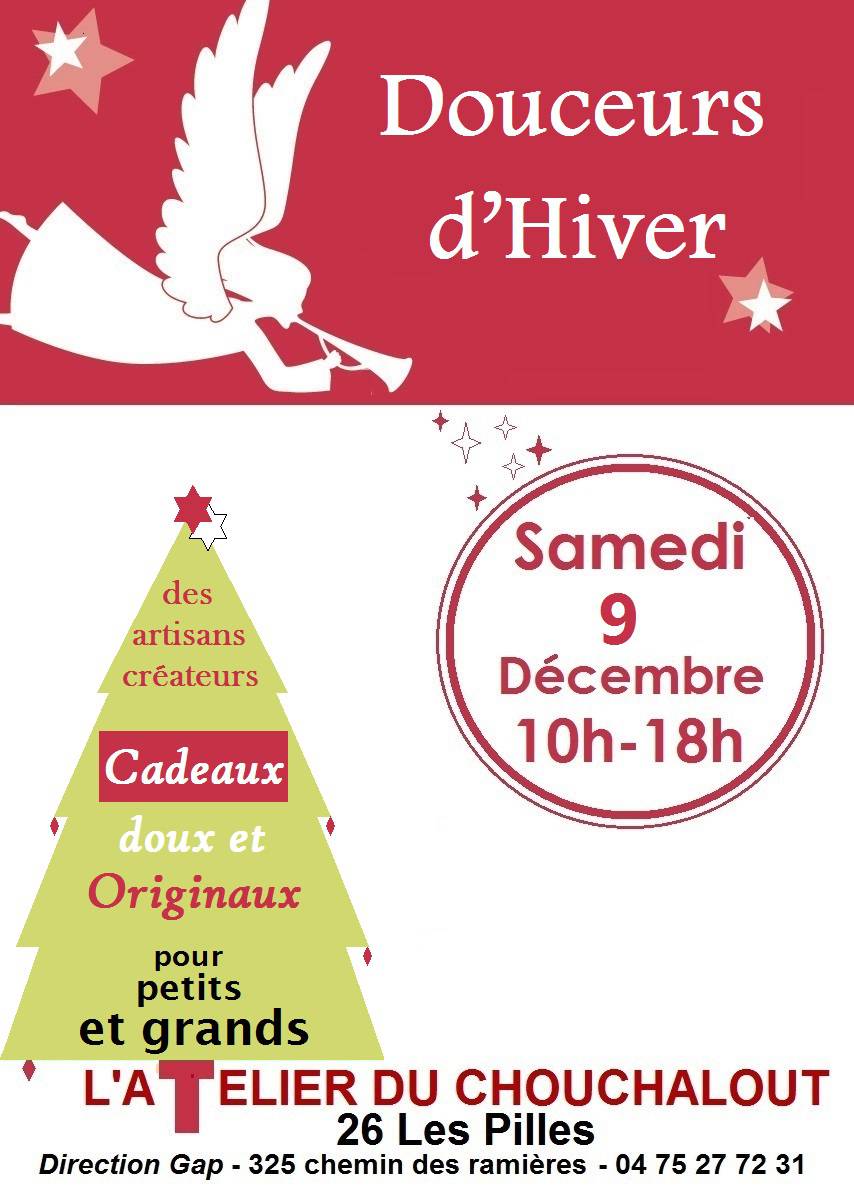 Douceurs
d’Hiver
Samedi
9
Décembre
10h-18h
des
artisans
créateurs
Cadeaux
doux et
Originaux
pour
petits
et grands
L'ATELIER DU CHOUCHALOUT
26 Les Pilles
Direction Gap - 325 chemin des ramières - 04 75 27 72 31